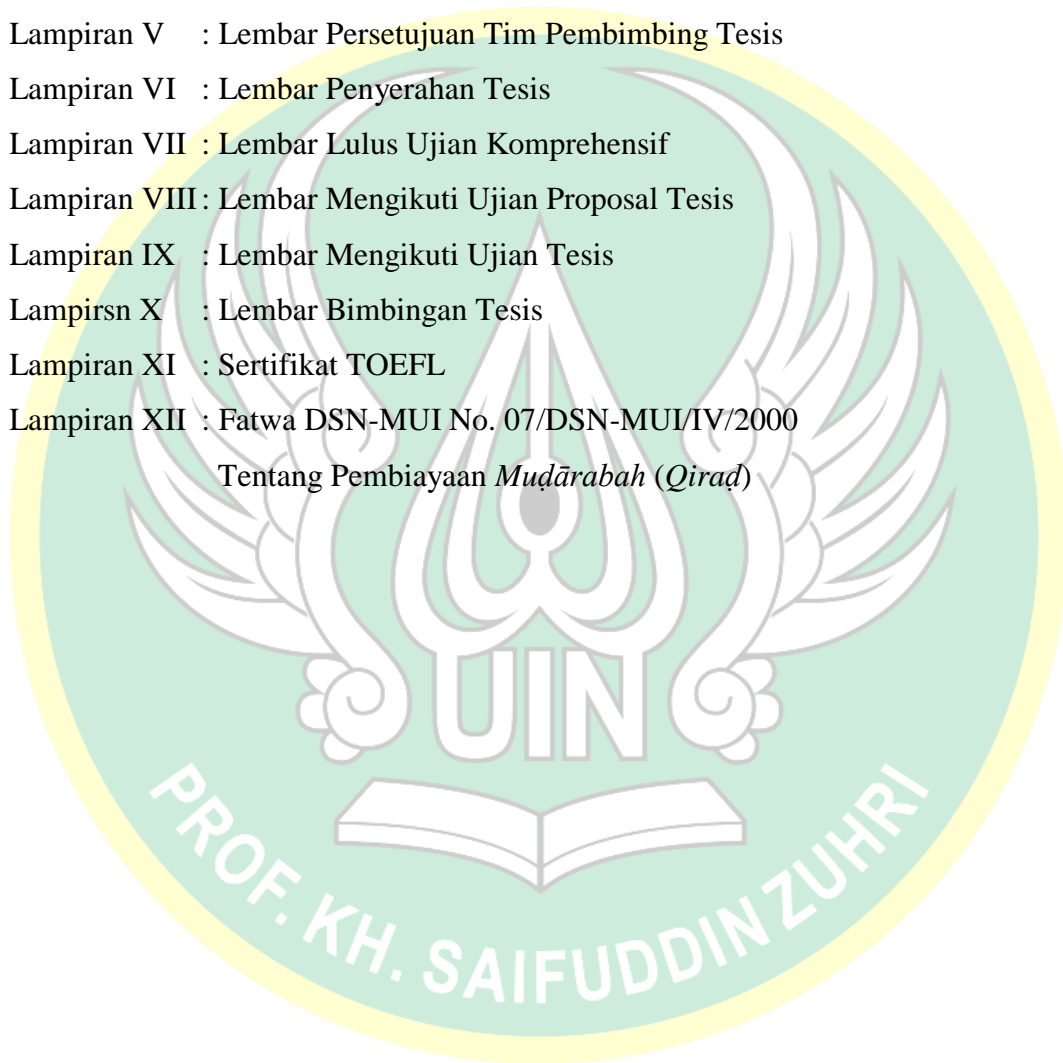 Lampiran V : Lembar Persetujuan Tim Pembimbing Tesis
Lampiran VI : Lembar Penyerahan Tesis
Lampiran VII : Lembar Lulus Ujian Komprehensif
Lampiran VIII : Lembar Mengikuti Ujian Proposal Tesis
Lampiran IX : Lembar Mengikuti Ujian Tesis
Lampirsn X : Lembar Bimbingan Tesis
Lampiran XI : Sertifikat TOEFL
Lampiran XII : Fatwa DSN-MUI No. 07/DSN-MUI/IV/2000
Tentang Pembiayaan Muḍārabah (Qiraḍ)
UIN
PROF. KH. SAIFUDDIN ZUHRI